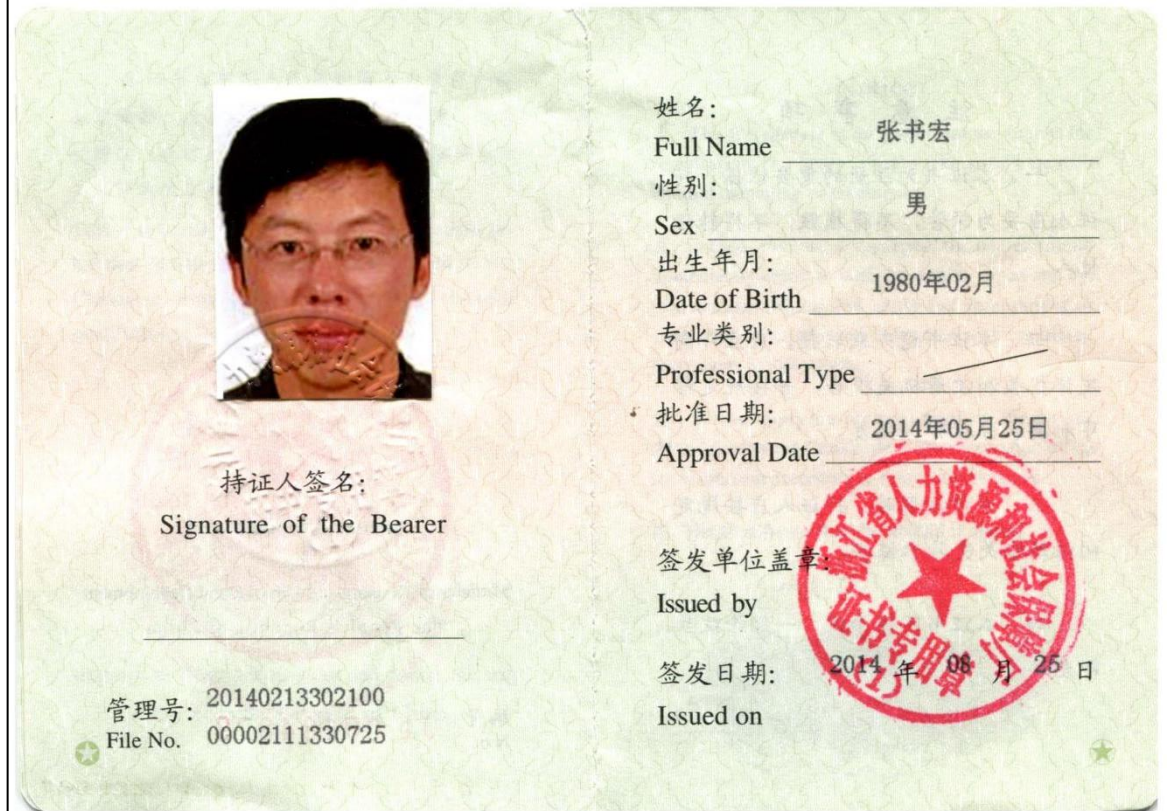 持证人签名:
Signature of the Bearer
管理号: 20140213302100
File No. 00002111330725
姓名:
Full Name 张书宏
性别:
Sex 男
出生年月:
Date of Birth 1980年02月
专业类别:
Professional Type
批准日期:
Approval Date 2014年05月25日
签发单位盖章:
Issued by
浙江省人力资源和社会保障厅
证书专用章
(1)
签发日期: 2014 年 08 月 25 日
Issued on